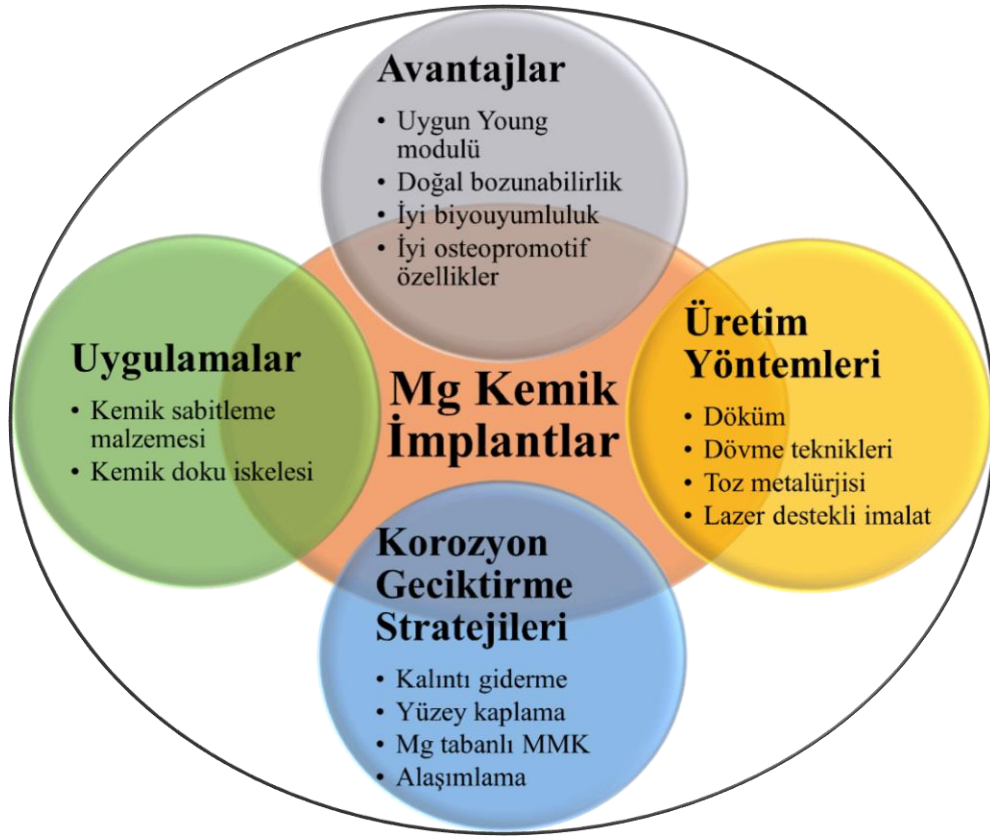 Avantajlar
• Uygun Young
modulü
• Doğal bozunabilirlik
• İyi biyouyumluluk
• İyi osteopromotif
özellikler
Uygulamalar
• Kemik sabitleme
malzemesi
• Kemik doku iskelesi
Mg Kemik
İmplantlar
Üretim
Yöntemleri
• Döküm
• Dövme teknikleri
• Toz metalürjisi
• Lazer destekli imalat
Korozyon
Geciktirme
Stratejileri
• Kalıntı giderme
• Yüzey kaplama
• Mg tabanlı MMK
• Alaşımlama